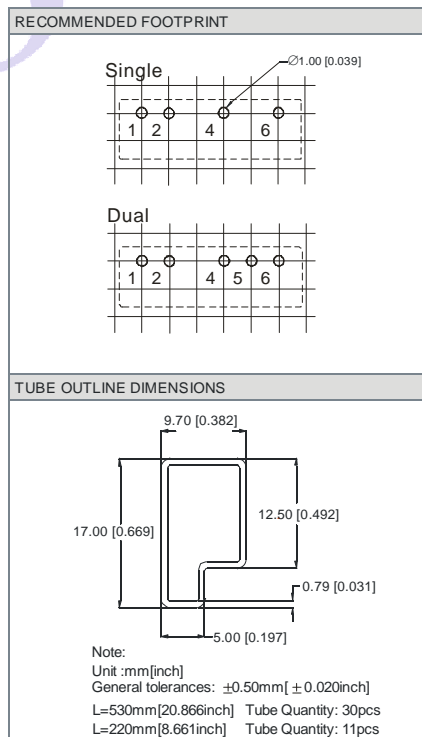 RECOMMENDED FOOTPRINT
Single
∅1.00 [0.039]
1 2 4 6
Dual
1 2 4 5 6
TUBE OUTLINE DIMENSIONS
9.70 [0.382]
12.50 [0.492]
17.00 [0.669]
0.79 [0.031]
5.00 [0.197]
Note:
Unit :mm[inch]
General tolerances: ±0.50mm[ ±0.020inch]
L=530mm[20.866inch] Tube Quantity: 30pcs
L=220mm[8.661inch] Tube Quantity: 11pcs